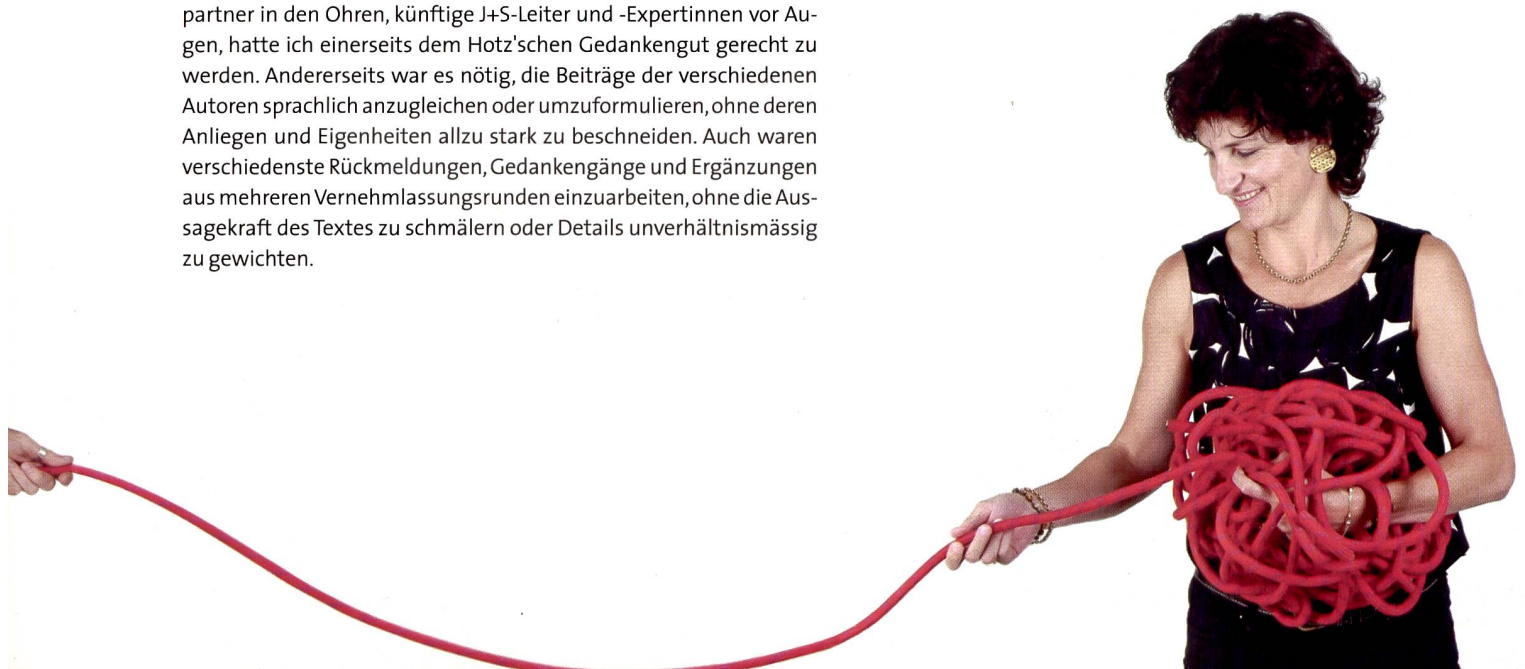 partner in den Ohren, künftige J+S-Leiter und -Expertinnen vor Au-
gen, hatte ich einerseits dem Hotz'schen Gedankengut gerecht zu
werden. Andererseits war es nötig, die Beiträge der verschiedenen
Autoren sprachlich anzugleichen oder umzuformulieren, ohne deren
Anliegen und Eigenheiten allzu stark zu beschneiden. Auch waren
verschiedenste Rückmeldungen, Gedankengänge und Ergänzungen
aus mehreren Vernehmlassungsrunden einzuarbeiten, ohne die Aus-
sagekraft des Textes zu schmälern oder Details unverhältnismässig
zu gewichten.